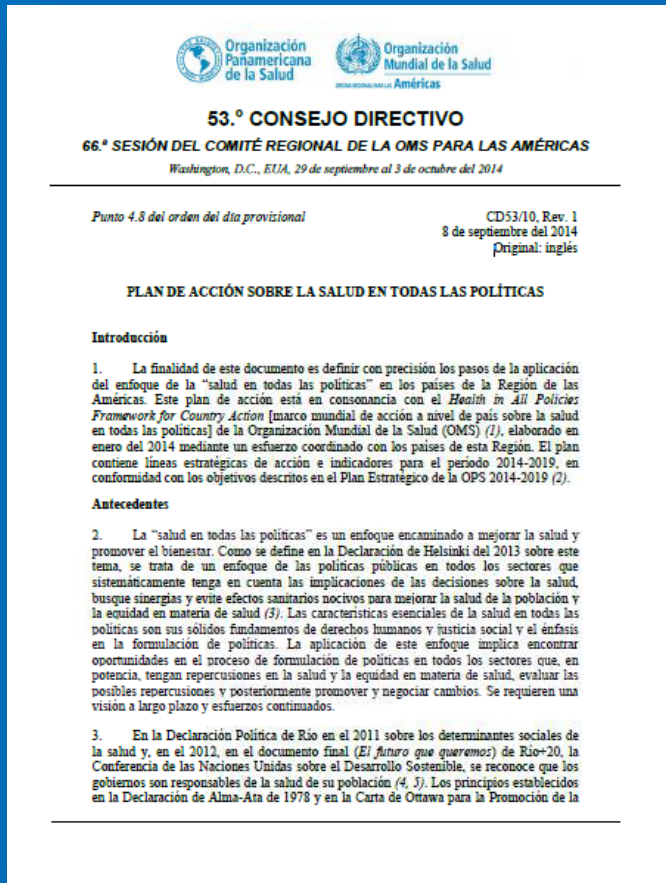 Organización
Panamericana
de la Salud
Organización
Mundial de la Salud
OFICINA REGIONAL PARA LAS Américas
53.º CONSEJO DIRECTIVO
66.ª SESIÓN DEL COMITÉ REGIONAL DE LA OMS PARA LAS AMÉRICAS
Washington, D.C., EUA, 29 de septiembre al 3 de octubre del 2014
Punto 4.8 del orden del día provisional
CD53/10, Rev. 1
8 de septiembre del 2014
Original: inglés
PLAN DE ACCIÓN SOBRE LA SALUD EN TODAS LAS POLÍTICAS
Introducción
1. La finalidad de este documento es definir con precisión los pasos de la aplicación
del enfoque de la “salud en todas las políticas” en los países de la Región de las
Américas. Este plan de acción está en consonancia con el Health in All Policies
Framework for Country Action [marco mundial de acción a nivel de país sobre la salud
en todas las políticas] de la Organización Mundial de la Salud (OMS) (1), elaborado en
enero del 2014 mediante un esfuerzo coordinado con los países de esta Región. El plan
contiene líneas estratégicas de acción e indicadores para el período 2014-2019, en
conformidad con los objetivos descritos en el Plan Estratégico de la OPS 2014-2019 (2).
Antecedentes
2. La “salud en todas las políticas” es un enfoque encaminado a mejorar la salud y
promover el bienestar. Como se define en la Declaración de Helsinki del 2013 sobre este
tema, se trata de un enfoque de las políticas públicas en todos los sectores que
sistemáticamente tenga en cuenta las implicaciones de las decisiones sobre la salud,
busque sinergias y evite efectos sanitarios nocivos para mejorar la salud de la población y
la equidad en materia de salud (3). Las características esenciales de la salud en todas las
políticas son sus sólidos fundamentos de derechos humanos y justicia social y el énfasis
en la formulación de políticas. La aplicación de este enfoque implica encontrar
oportunidades en el proceso de formulación de políticas en todos los sectores que, en
potencia, tengan repercusiones en la salud y la equidad en materia de salud, evaluar las
posibles repercusiones y posteriormente promover y negociar cambios. Se requieren una
visión a largo plazo y esfuerzos continuados.
3. En la Declaración Política de Río en el 2011 sobre los determinantes sociales de
la salud y, en el 2012, en el documento final (El futuro que queremos) de Río+20, la
Conferencia de las Naciones Unidas sobre el Desarrollo Sostenible, se reconoce que los
gobiernos son responsables de la salud de su población (4, 5). Los principios establecidos
en la Declaración de Alma-Ata de 1978 y en la Carta de Ottawa para la Promoción de la